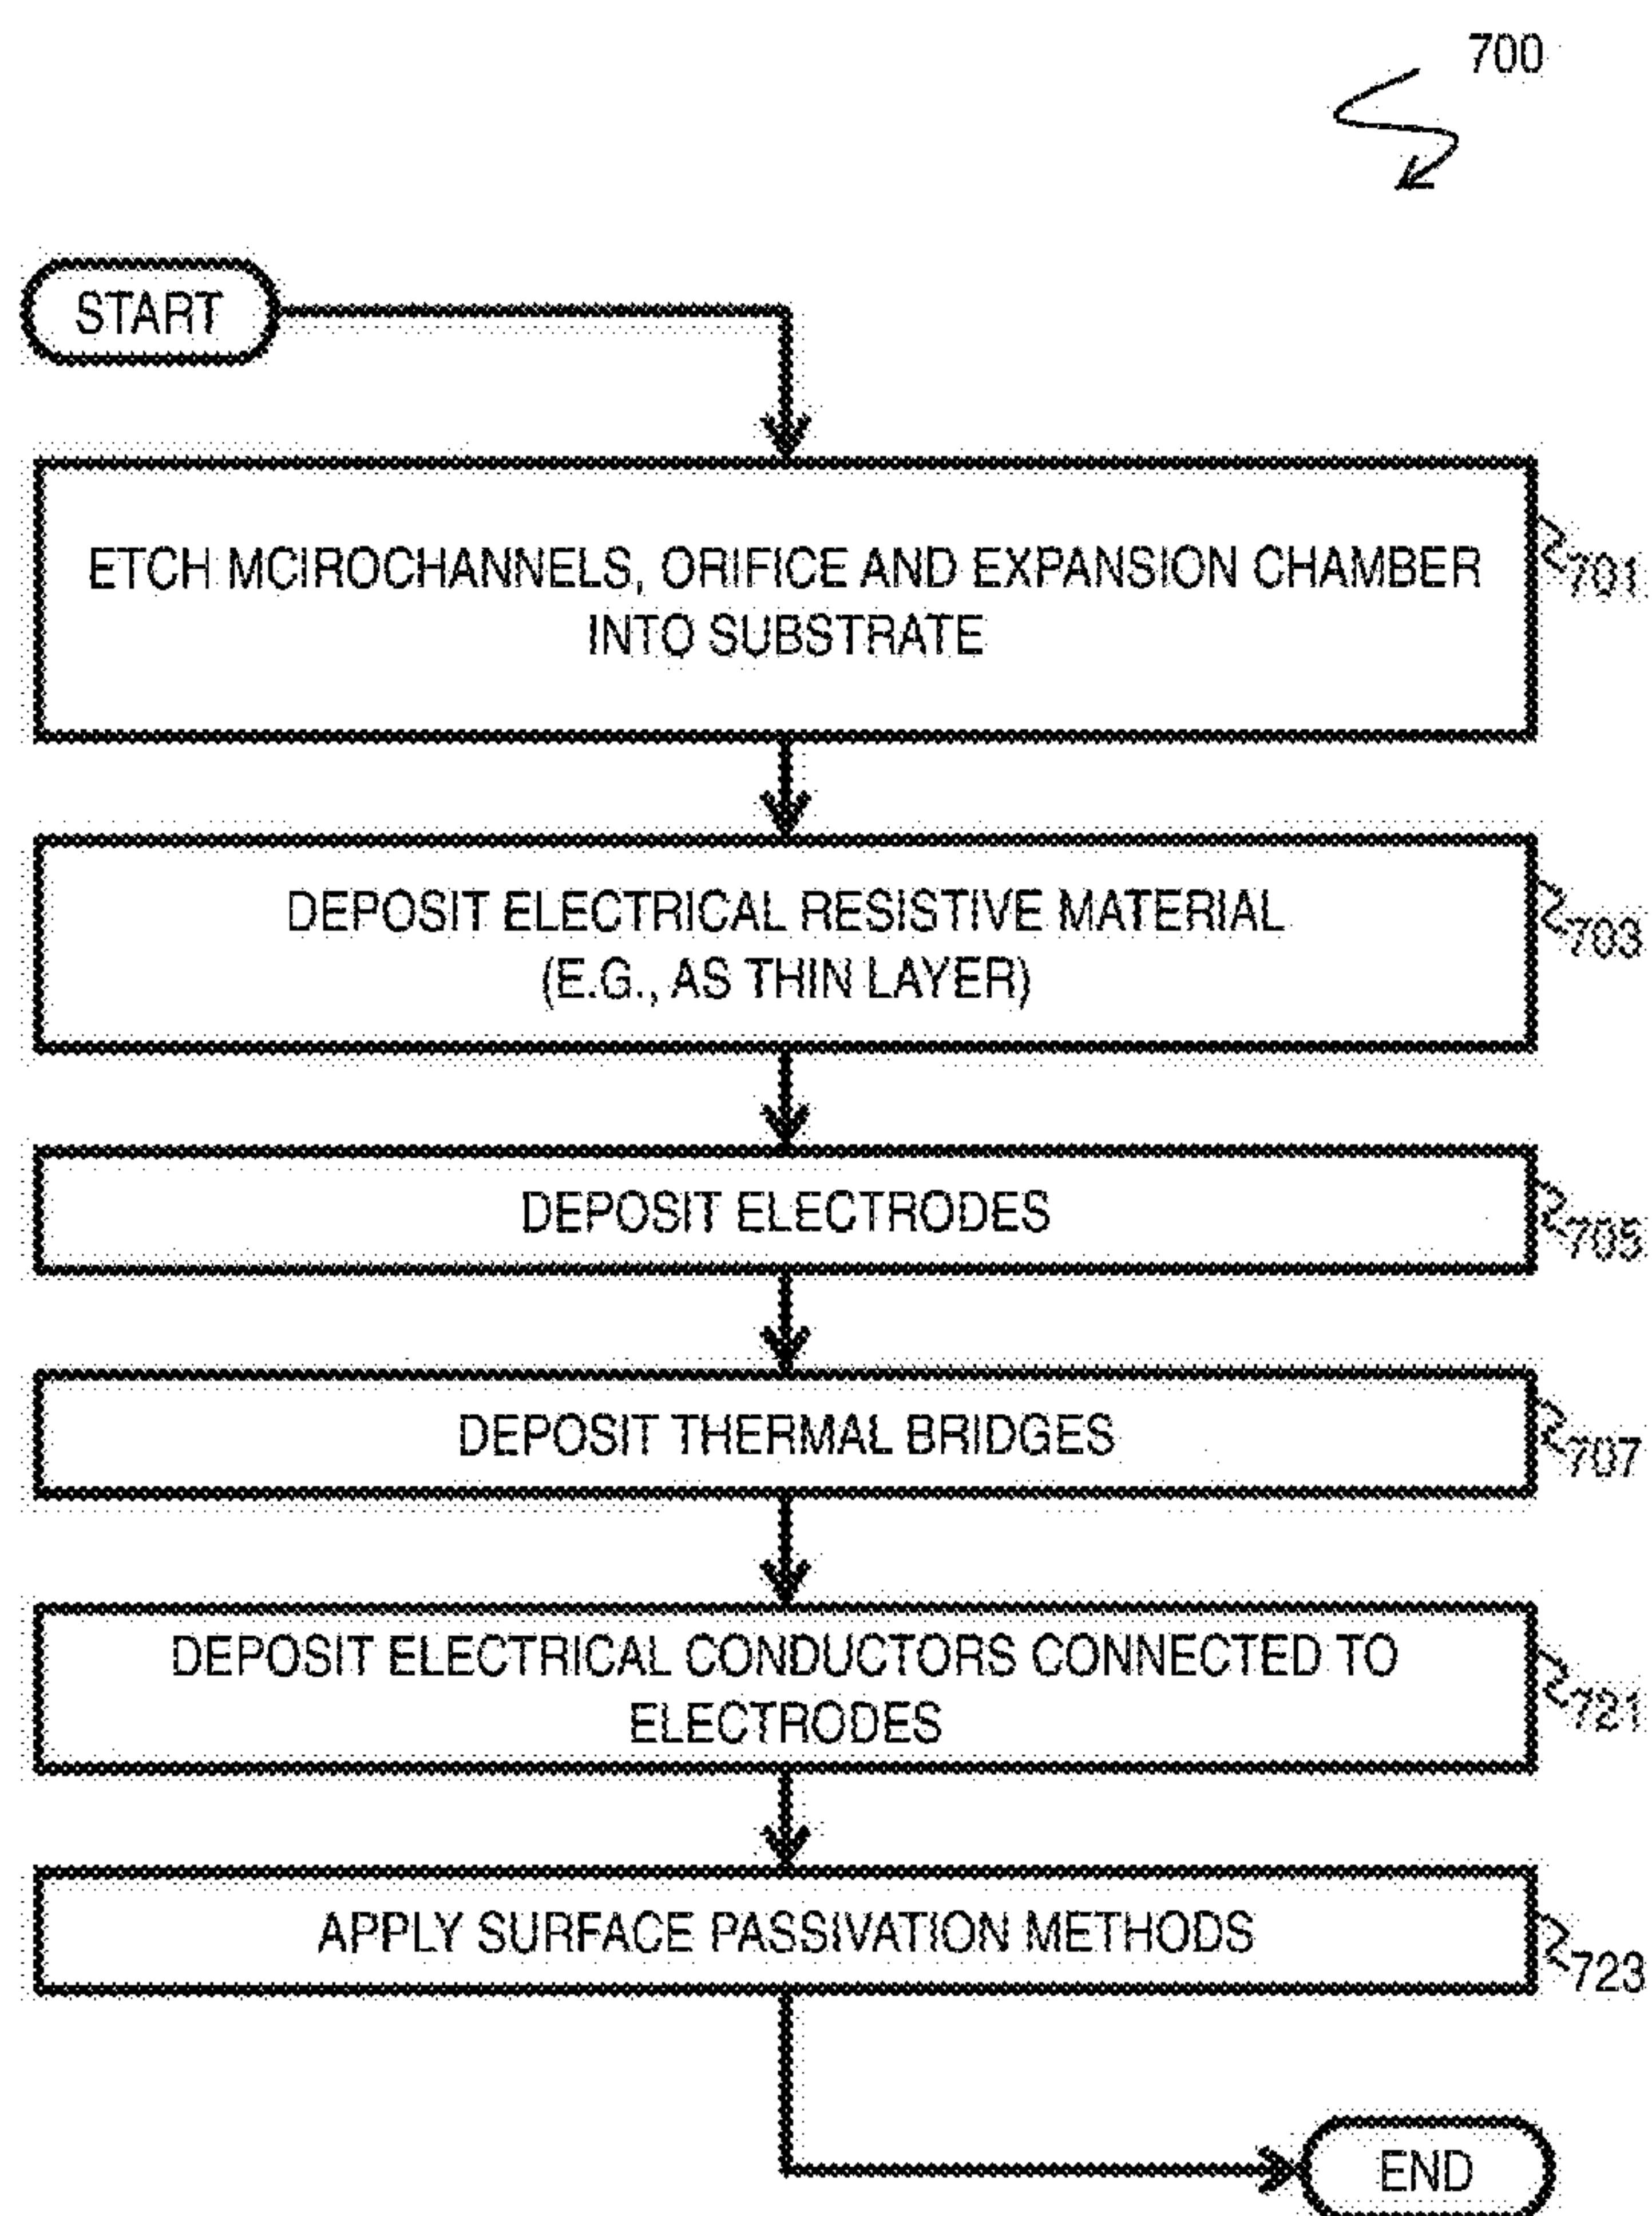 700
START
ETCH MCIROCHANNELS, ORIFICE AND EXPANSION CHAMBER
INTO SUBSTRATE
701
DEPOSIT ELECTRICAL RESISTIVE MATERIAL
(E.G., AS THIN LAYER)
703
DEPOSIT ELECTRODES
705
DEPOSIT THERMAL BRIDGES
707
DEPOSIT ELECTRICAL CONDUCTORS CONNECTED TO
ELECTRODES
721
APPLY SURFACE PASSIVATION METHODS
723
END